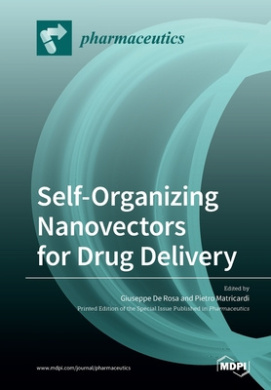 pharmaceutics
Self-Organizing
Nanovectors
for Drug Delivery
Edited by
Giuseppe De Rosa and Pietro Matricardi
Printed Edition of the Special Issue Published in Pharmaceutics
www.mdpi.com/journal/pharmaceutics
MDPI